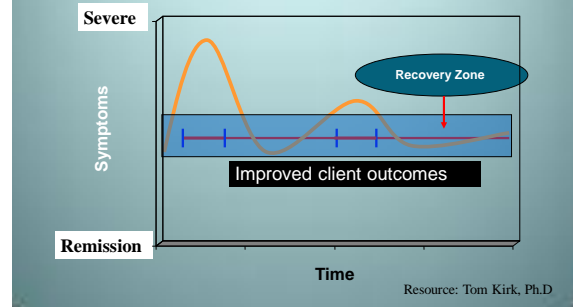 Severe
Recovery Zone
Symptoms
Improved client outcomes
Remission
Time
Resource: Tom Kirk, Ph.D